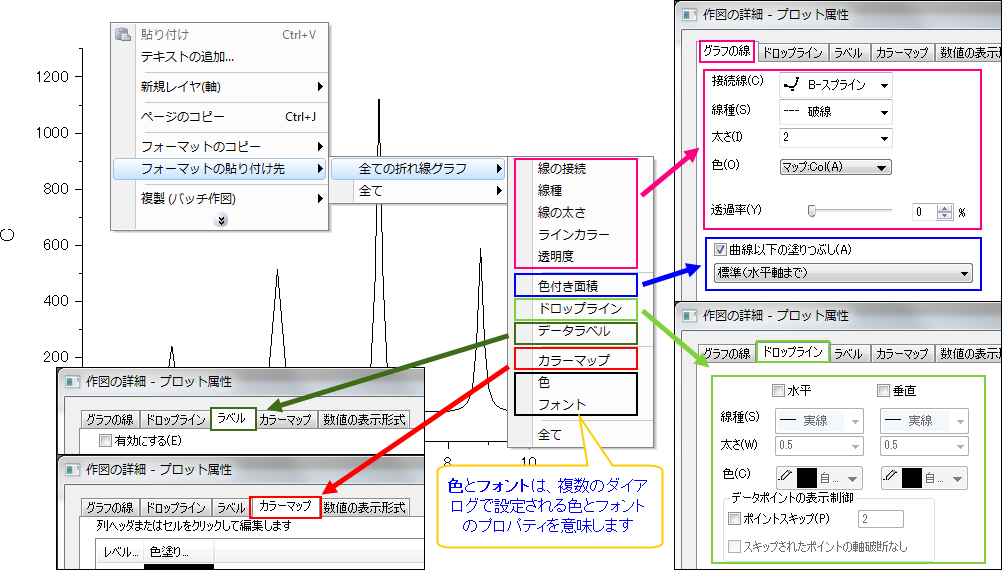 貼り付け Ctrl+V
テキストの追加...
新規レイヤ(軸)
ページのコピー Ctrl+J
フォーマットのコピー
フォーマットの貼り付け先
複製 (バッチ作図)
全ての折れ線グラフ
全て
線の接続
線種
線の太さ
ラインカラー
透明度
色付き面積
ドロップライン
データラベル
カラーマップ
色
フォント
全て
1200
1000
800
600
400
200
C
8
10
作図の詳細 - プロット属性
グラフの線 ドロップライン ラベル カラーマップ 数値の表示形
接続線(C) B-スプライン
線種(S) 破線
太さ(I) 2
色(O) マップ:Col(A)
透過率(Y) 0 %
曲線以下の塗りつぶし(A)
標準(水平軸まで)
作図の詳細 - プロット属性
グラフの線 ドロップライン ラベル カラーマップ 数値の表示形
水平 垂直
線種(S) 実線 実線
太さ(W) 0.5 0.5
色(C) 自... 自...
データポイントの表示制御
ポイントスキップ(P) 2
スキップされたポイントの軸破断なし
作図の詳細 - プロット属性
グラフの線 ドロップライン ラベル カラーマップ 数値の表示形式
有効にする(E)
作図の詳細 - プロット属性
グラフの線 ドロップライン ラベル カラーマップ 数値の表示形式
列ヘッダまたはセルをクリックして編集します
レベル... 色塗り...
色とフォントは、複数のダイア
ログで設定される色とフォント
のプロパティを意味します